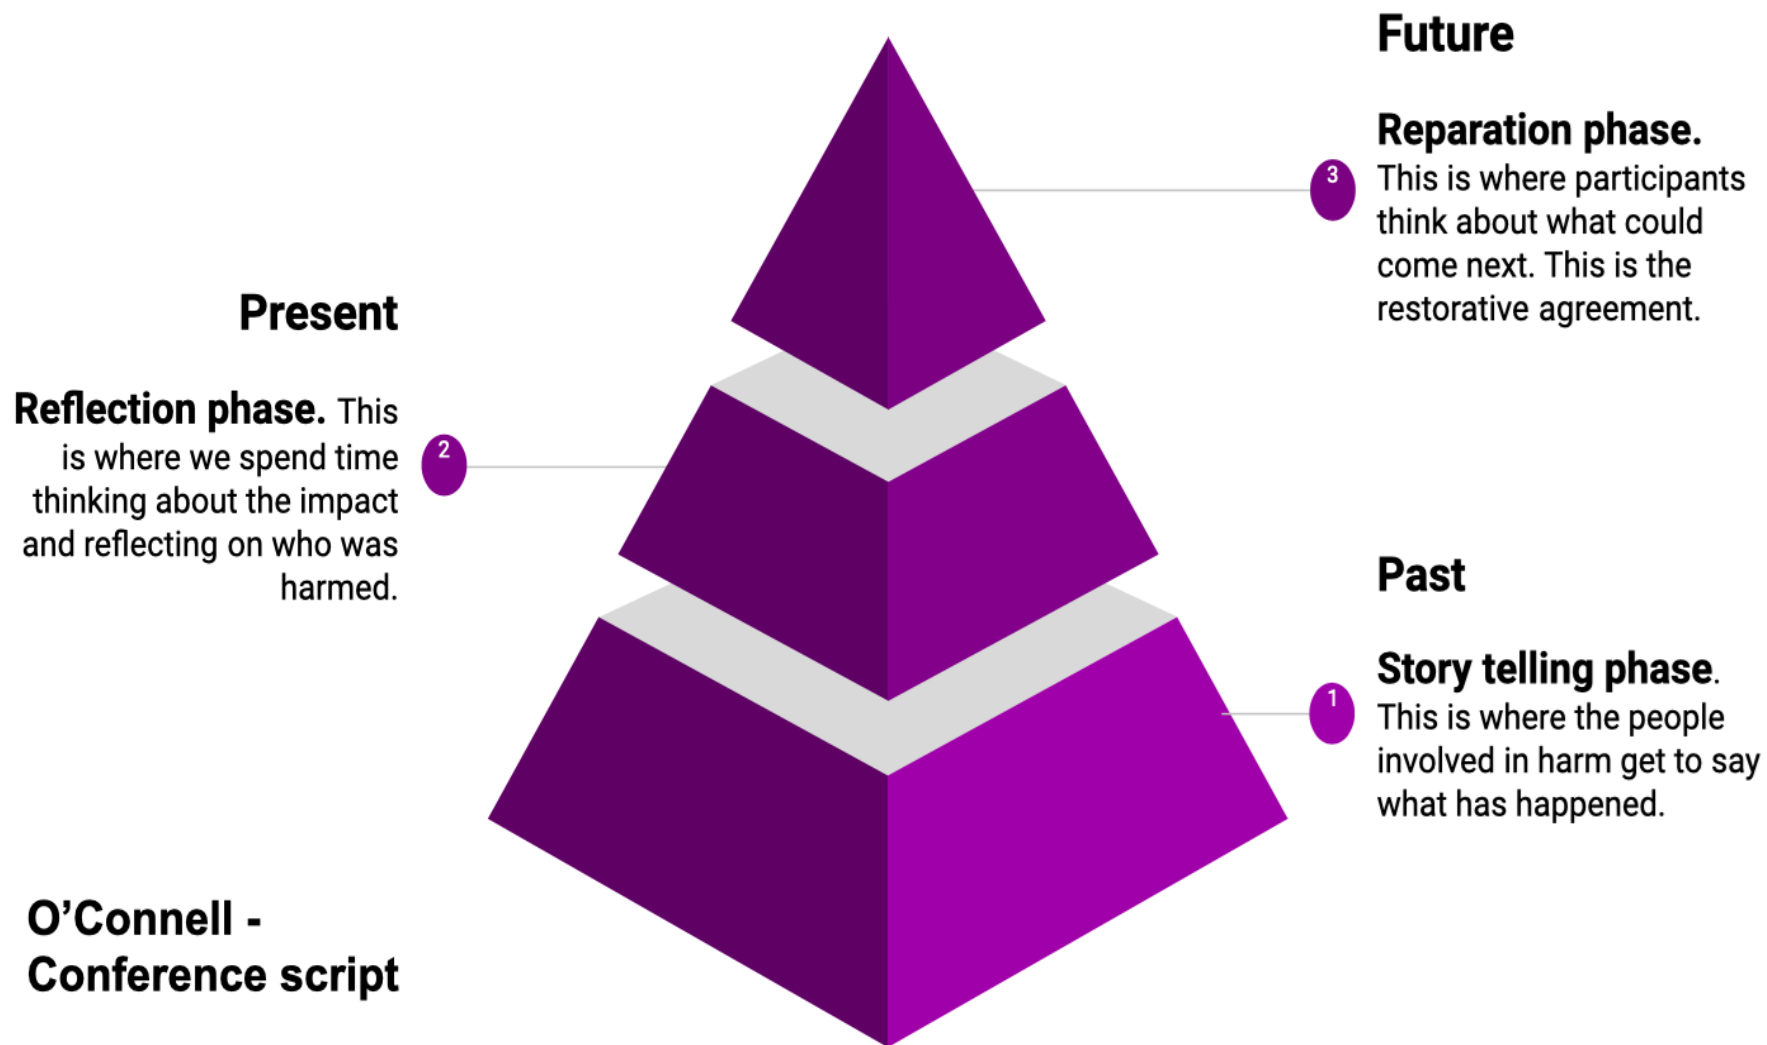 Future
Reparation phase.
This is where participants
think about what could
come next. This is the
restorative agreement.
3
Present
Reflection phase. This
is where we spend time
thinking about the impact
and reflecting on who was
harmed.
2
Past
Story telling phase.
This is where the people
involved in harm get to say
what has happened.
1
O’Connell -
Conference script